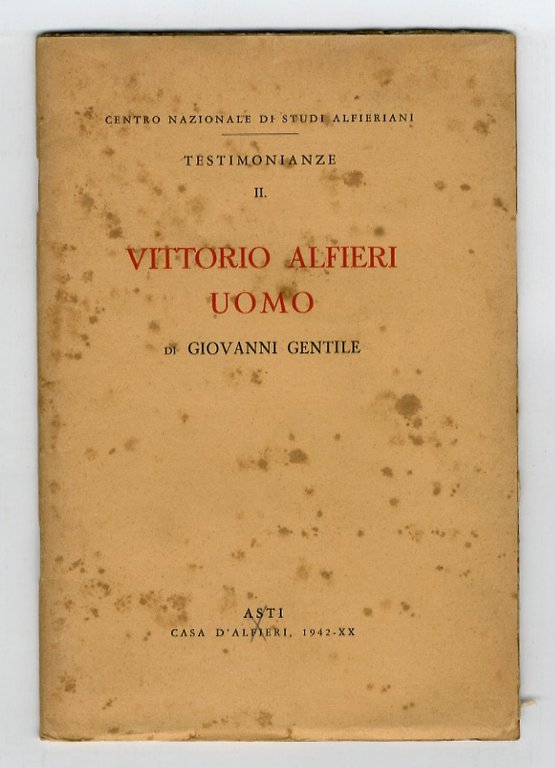 CENTRO NAZIONALE DI STUDI ALFIERIANI
TESTIMONIANZE
II.
VITTORIO ALFIERI
UOMO
DI GIOVANNI GENTILE
ASTI
CASA D'ALFIERI, 1942-XX